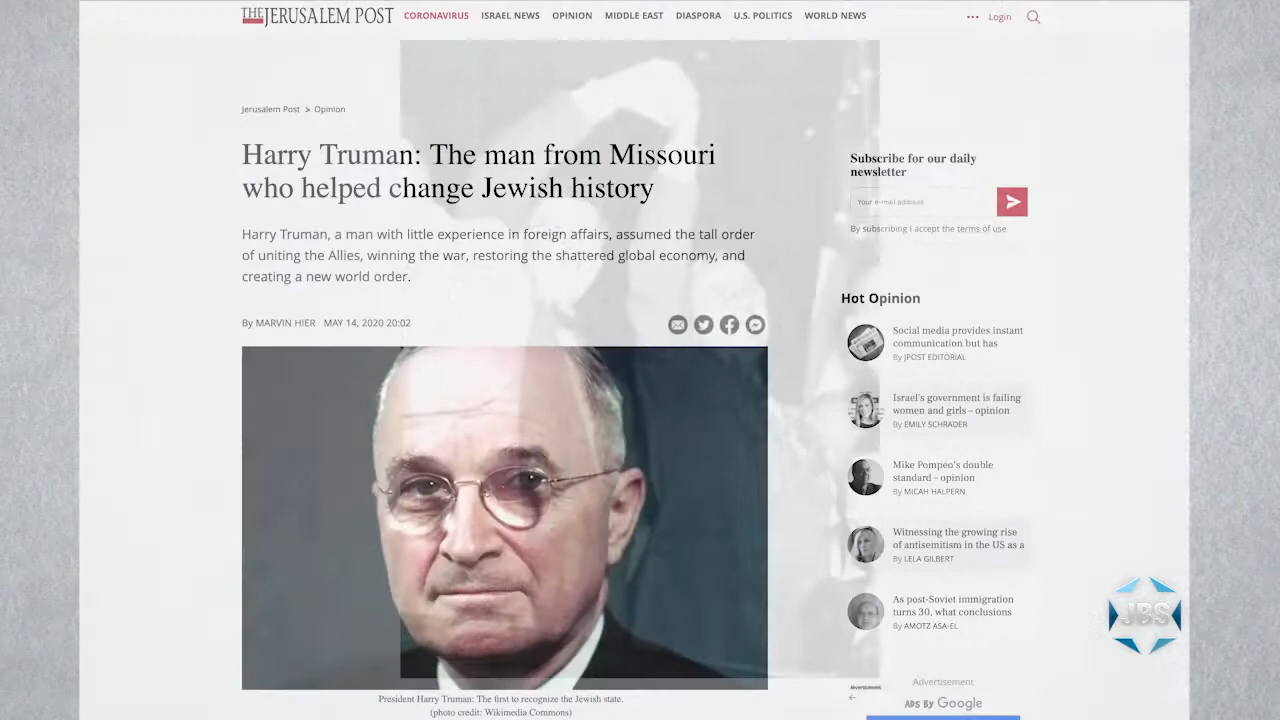 THE JERUSALEM POST
CORONAVIRUS ISRAEL NEWS OPINION MIDDLE EAST DIASPORA U.S. POLITICS WORLD NEWS
Login
Jerusalem Post > Opinion
Harry Truman: The man from Missouri
who helped change Jewish history
Harry Truman, a man with little experience in foreign affairs, assumed the tall order
of uniting the Allies, winning the war, restoring the shattered global economy, and
creating a new world order.
By MARVIN HIER MAY 14, 2020 20:02
President Harry Truman: The first to recognize the Jewish state.
(photo credit: Wikimedia Commons)
Subscribe for our daily
newsletter
Your e-mail address
By subscribing I accept the terms of use
Hot Opinion
Social media provides instant
communication but has
By JPOST EDITORIAL
Israel's government is failing
women and girls – opinion
By EMILY SCHRADER
Mike Pompeo's double
standard – opinion
By MICAH HALPERN
Witnessing the growing rise
of antisemitism in the US as a
By LELA GILBERT
As post-Soviet immigration
turns 30, what conclusions
By AMOTZ ASA-EL
JBS
Advertisement
Advertisement
ADS BY Google